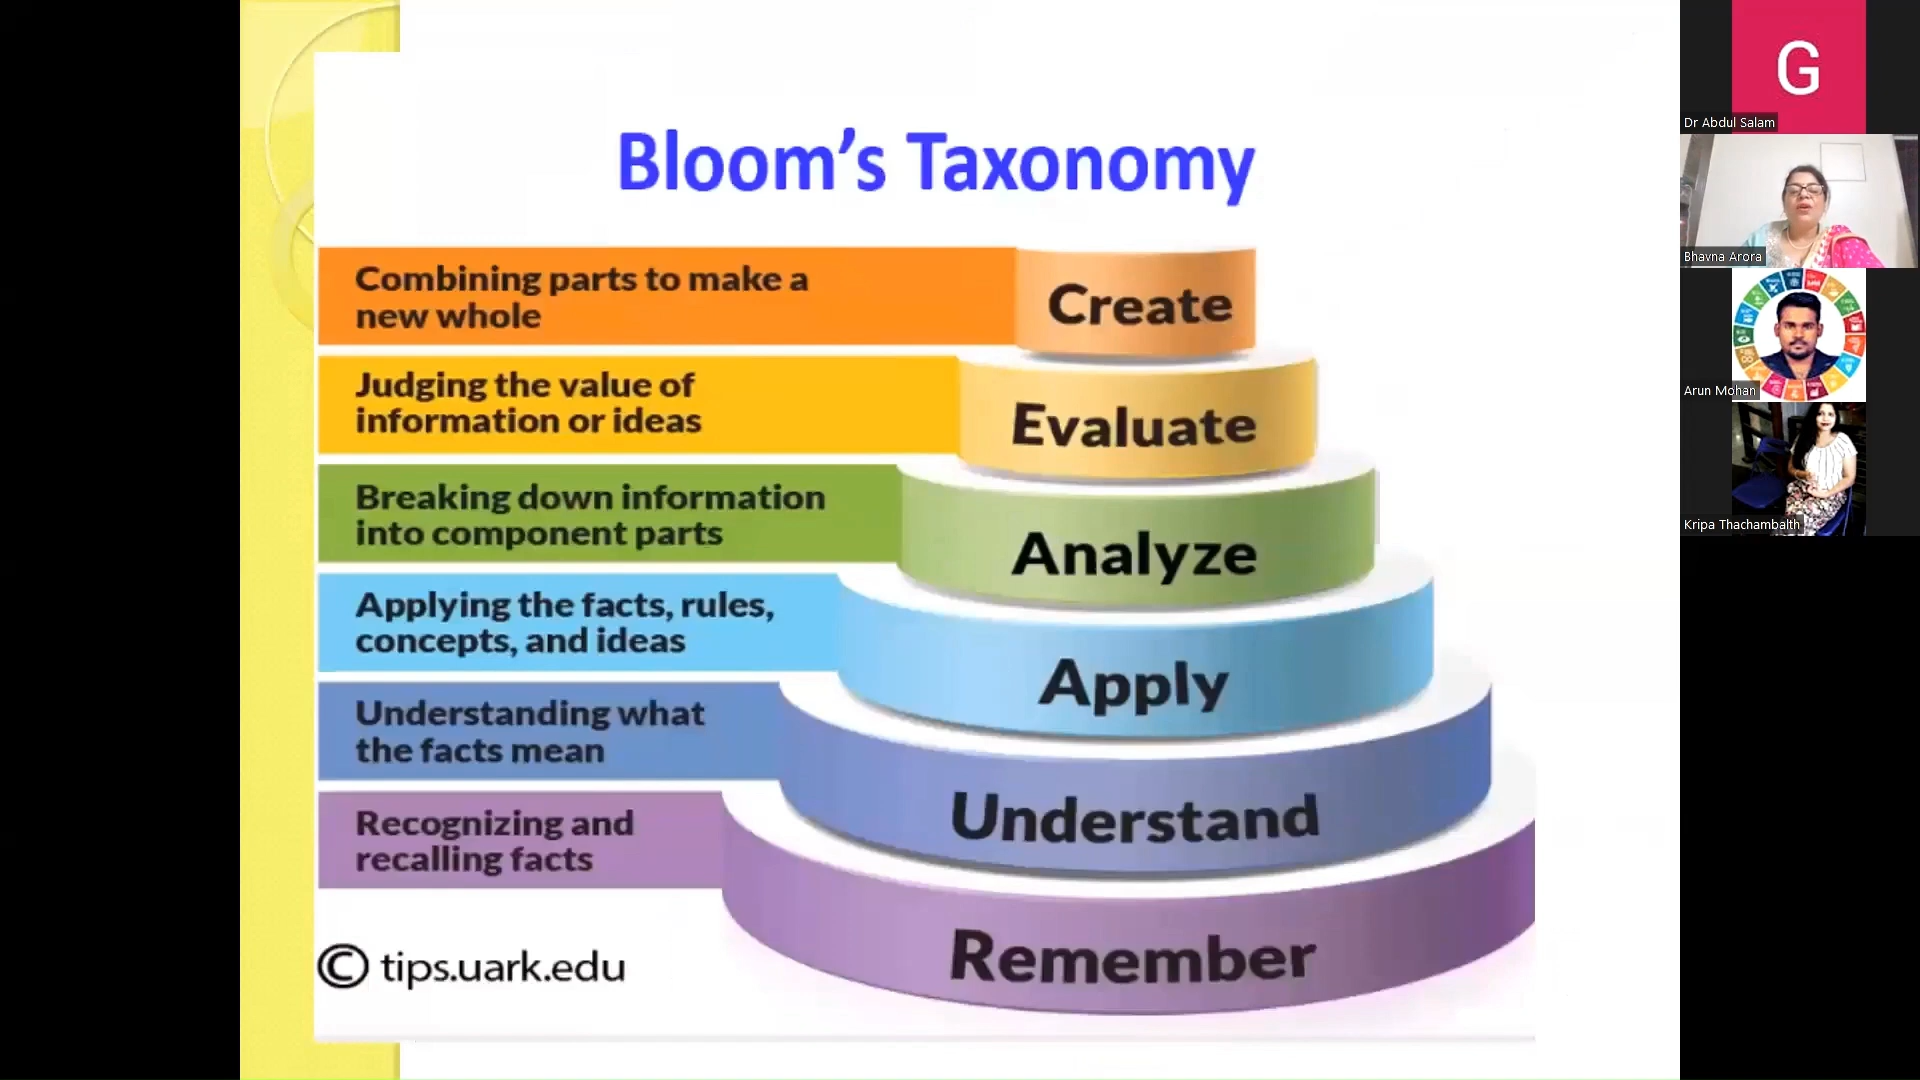 Bloom’s Taxonomy
Combining parts to make a
new whole
Create
Judging the value of
information or ideas
Evaluate
Breaking down information
into component parts
Analyze
Applying the facts, rules,
concepts, and ideas
Apply
Understanding what
the facts mean
Understand
Recognizing and
recalling facts
Remember
© tips.uark.edu
G
Dr Abdul Salam
Bhavna Arora
Arun Mohan
Kripa Thachambalth